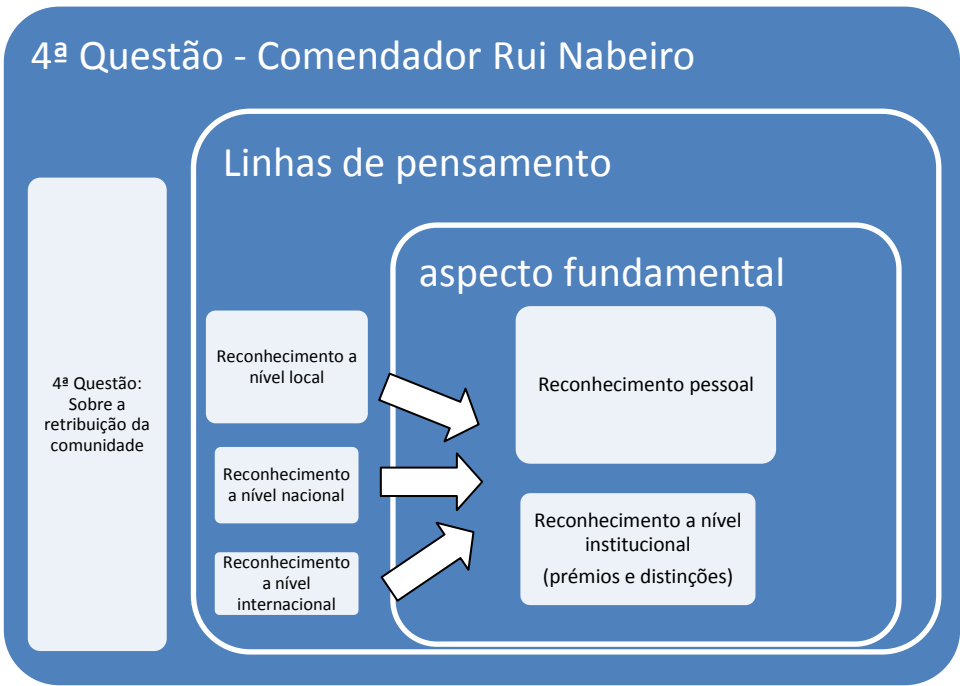 4ª Questão - Comendador Rui Nabeiro
Linhas de pensamento
aspecto fundamental
4ª Questão:
Sobre a
retribuição da
comunidade
Reconhecimento a
nível local
Reconhecimento
a nível nacional
Reconhecimento
a nível
internacional
Reconhecimento pessoal
Reconhecimento a nível
institucional
(prémios e distinções)